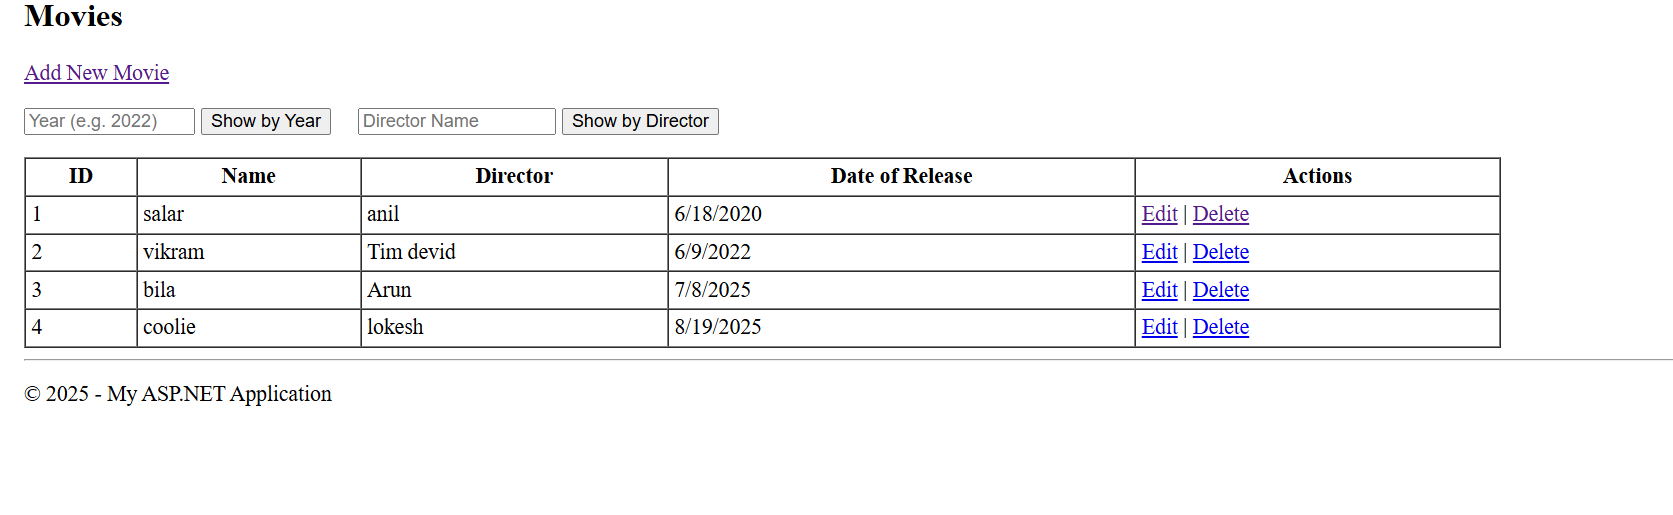 Movies
Add New Movie
Year (e.g. 2022) Show by Year Director Name Show by Director
ID Name Director Date of Release Actions
1 salar anil 6/18/2020 Edit | Delete
2 vikram Tim devid 6/9/2022 Edit | Delete
3 bila Arun 7/8/2025 Edit | Delete
4 coolie lokesh 8/19/2025 Edit | Delete
© 2025 - My ASP.NET Application